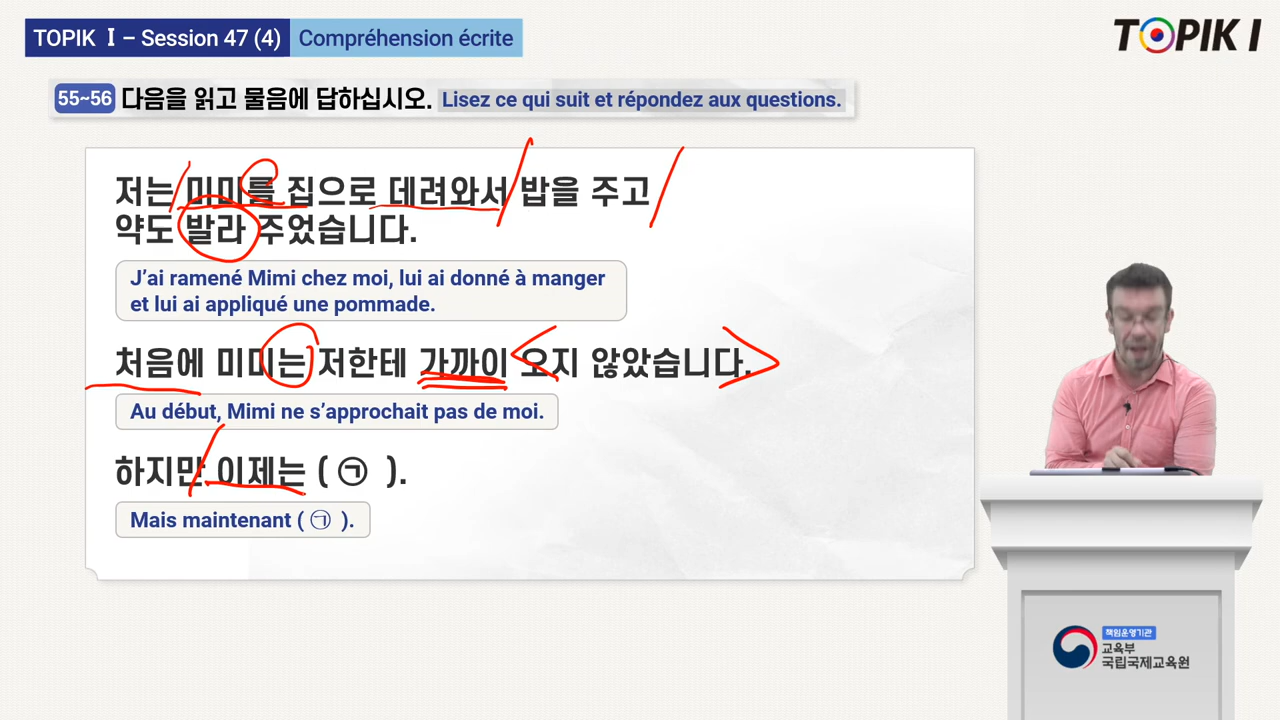 TOPIK Ⅰ – Session 47 (4) Compréhension écrite
TOPIK I
55~56 다음을 읽고 물음에 답하십시오. Lisez ce qui suit et répondez aux questions.
저는 미미를 집으로 데려와서 밥을 주고
약도 발라 주었습니다.
J’ai ramené Mimi chez moi, lui ai donné à manger
et lui ai appliqué une pommade.
처음에 미미는 저한테 가까이 오지 않았습니다.
Au début, Mimi ne s’approchait pas de moi.
하지만 이제는 ( ㉠ ).
Mais maintenant ( ㉠ ).
책임운영기관
교육부
국립국제교육원